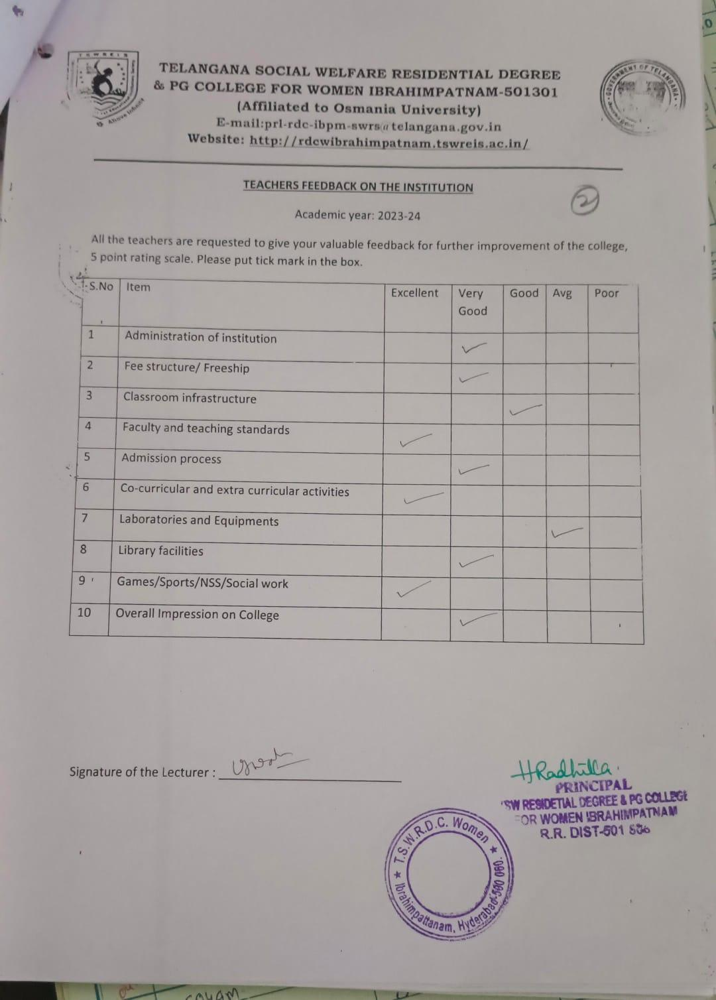 TSWREIS
Above Infinity
GOVERNMENT OF TELANGANA
TELANGANA SOCIAL WELFARE RESIDENTIAL DEGREE
& PG COLLEGE FOR WOMEN IBRAHIMPATNAM-501301
(Affiliated to Osmania University)
E-mail:prl-rdc-ibpm-swrs@telangana.gov.in
Website: http://rdcwibrahimpatnam.tswreis.ac.in/
TEACHERS FEEDBACK ON THE INSTITUTION
2
Academic year: 2023-24
All the teachers are requested to give your valuable feedback for further improvement of the college,
5 point rating scale. Please put tick mark in the box.
S.No Item Excellent Very Good Good Avg Poor
1 Administration of institution ✓
2 Fee structure/ Freeship ✓
3 Classroom infrastructure ✓
4 Faculty and teaching standards ✓
5 Admission process ✓
6 Co-curricular and extra curricular activities ✓
7 Laboratories and Equipments ✓
8 Library facilities ✓
9 Games/Sports/NSS/Social work ✓
10 Overall Impression on College ✓
Signature of the Lecturer :
HRadhika
PRINCIPAL
SW RESIDETIAL DEGREE & PG COLLEGE
FOR WOMEN IBRAHIMPATNAM
R.R. DIST-501
T.S.W.R.D.C. Women
Ibrahimpattanam, Hyderabad-500 060.